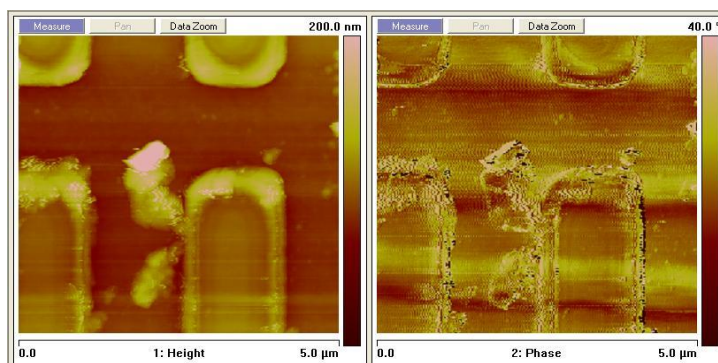 Measure Pan Data Zoom 200.0 nm
Measure Pan Data Zoom 40.0 °
0.0 1: Height 5.0 µm
0.0 2: Phase 5.0 µm